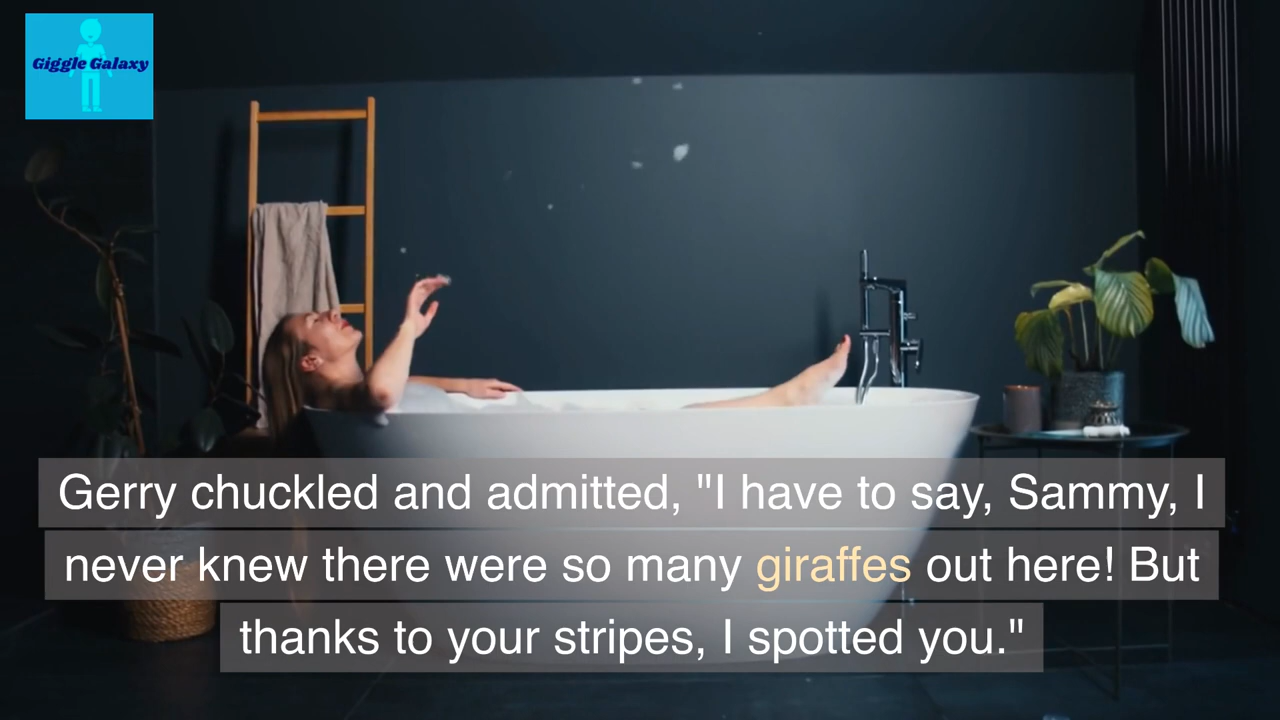 Giggle Galaxy
Gerry chuckled and admitted, "I have to say, Sammy, I
never knew there were so many giraffes out here! But
thanks to your stripes, I spotted you."